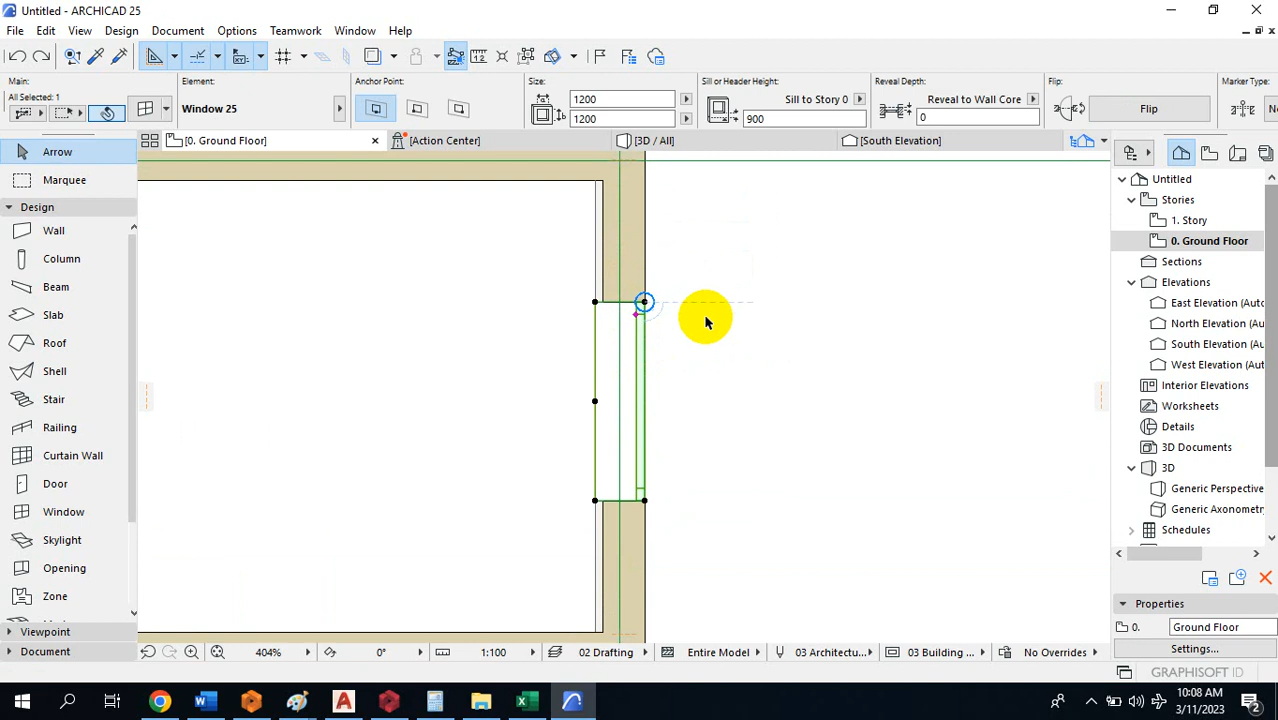 Untitled - ARCHICAD 25
File Edit View Design Document Options Teamwork Window Help
Main:
All Selected: 1
Element:
Window 25
Anchor Point:
Size:
1200
1200
Sill or Header Height:
Sill to Story 0
900
Reveal Depth:
Reveal to Wall Core
0
Flip:
Flip
Marker Type:
[0. Ground Floor]
[Action Center]
[3D / All]
[South Elevation]
Arrow
Marquee
Design
Wall
Column
Beam
Slab
Roof
Shell
Stair
Railing
Curtain Wall
Door
Window
Skylight
Opening
Zone
Viewpoint
Document
Untitled
Stories
1. Story
0. Ground Floor
Sections
Elevations
East Elevation (Auto
North Elevation (Au
South Elevation (Au
West Elevation (Aut
Interior Elevations
Worksheets
Details
3D Documents
3D
Generic Perspective
Generic Axonometr
Schedules
Properties
0.
Ground Floor
Settings...
404%
0°
1:100
02 Drafting
Entire Model
03 Architectu...
03 Building ...
No Overrides
GRAPHISOFT ID
10:08 AM
3/11/2023
2